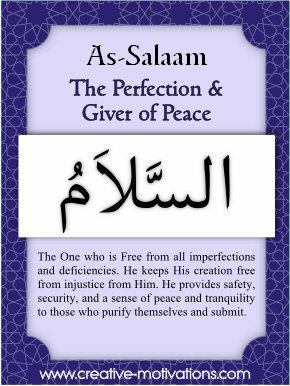 As-Salaam
The Perfection &
Giver of Peace
السَّلاَمُ
The One who is Free from all imperfections
and deficiencies. He keeps His creation free
from injustice from Him. He provides safety,
security, and a sense of peace and tranquility
to those who purify themselves and submit.
www.creative-motivations.com